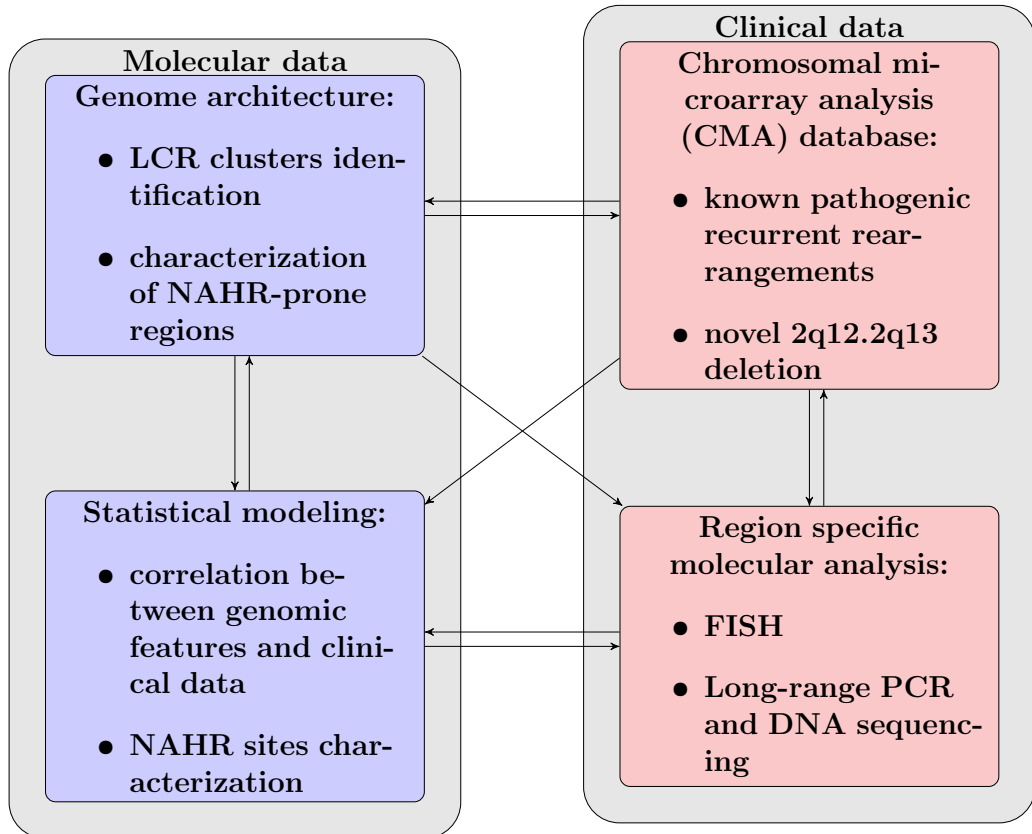 Molecular data
Genome architecture:
• LCR clusters iden-
tification
• characterization
of NAHR-prone
regions
Statistical modeling:
• correlation be-
tween genomic
features and clini-
cal data
• NAHR sites char-
acterization
Clinical data
Chromosomal mi-
croarray analysis
(CMA) database:
• known pathogenic
recurrent rear-
rangements
• novel 2q12.2q13
deletion
Region specific
molecular analysis:
• FISH
• Long-range PCR
and DNA sequenc-
ing